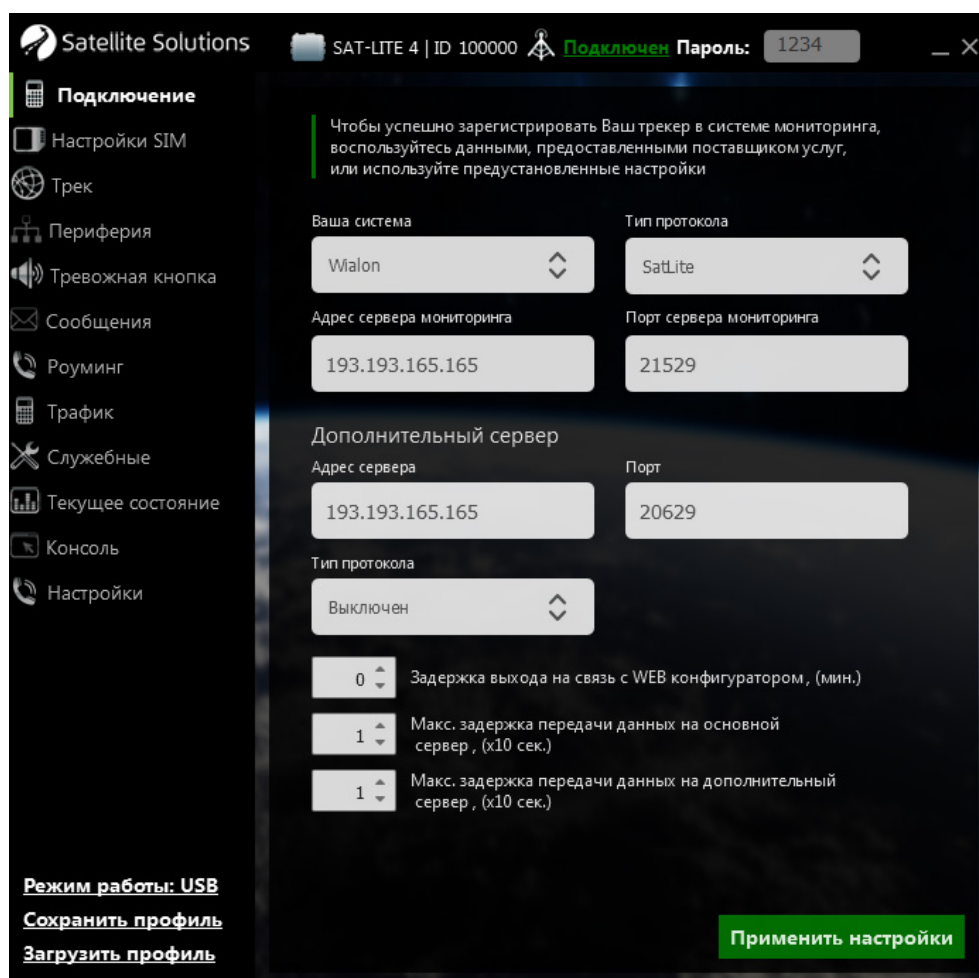 Satellite Solutions
SAT-LITE 4 | ID 100000 Подключен Пароль: 1234
Подключение
Настройки SIM
Трек
Периферия
Тревожная кнопка
Сообщения
Роуминг
Трафик
Служебные
Текущее состояние
Консоль
Настройки
Режим работы: USB
Сохранить профиль
Загрузить профиль
Чтобы успешно зарегистрировать Ваш трекер в системе мониторинга,
воспользуйтесь данными, предоставленными поставщиком услуг,
или используйте предустановленные настройки
Ваша система
Тип протокола
Wialon
SatLite
Адрес сервера мониторинга
Порт сервера мониторинга
193.193.165.165
21529
Дополнительный сервер
Адрес сервера
Порт
193.193.165.165
20629
Тип протокола
Выключен
0 Задержка выхода на связь с WEB конфигуратором, (мин.)
1 Макс. задержка передачи данных на основной
сервер, (x10 сек.)
1 Макс. задержка передачи данных на дополнительный
сервер, (x10 сек.)
Применить настройки